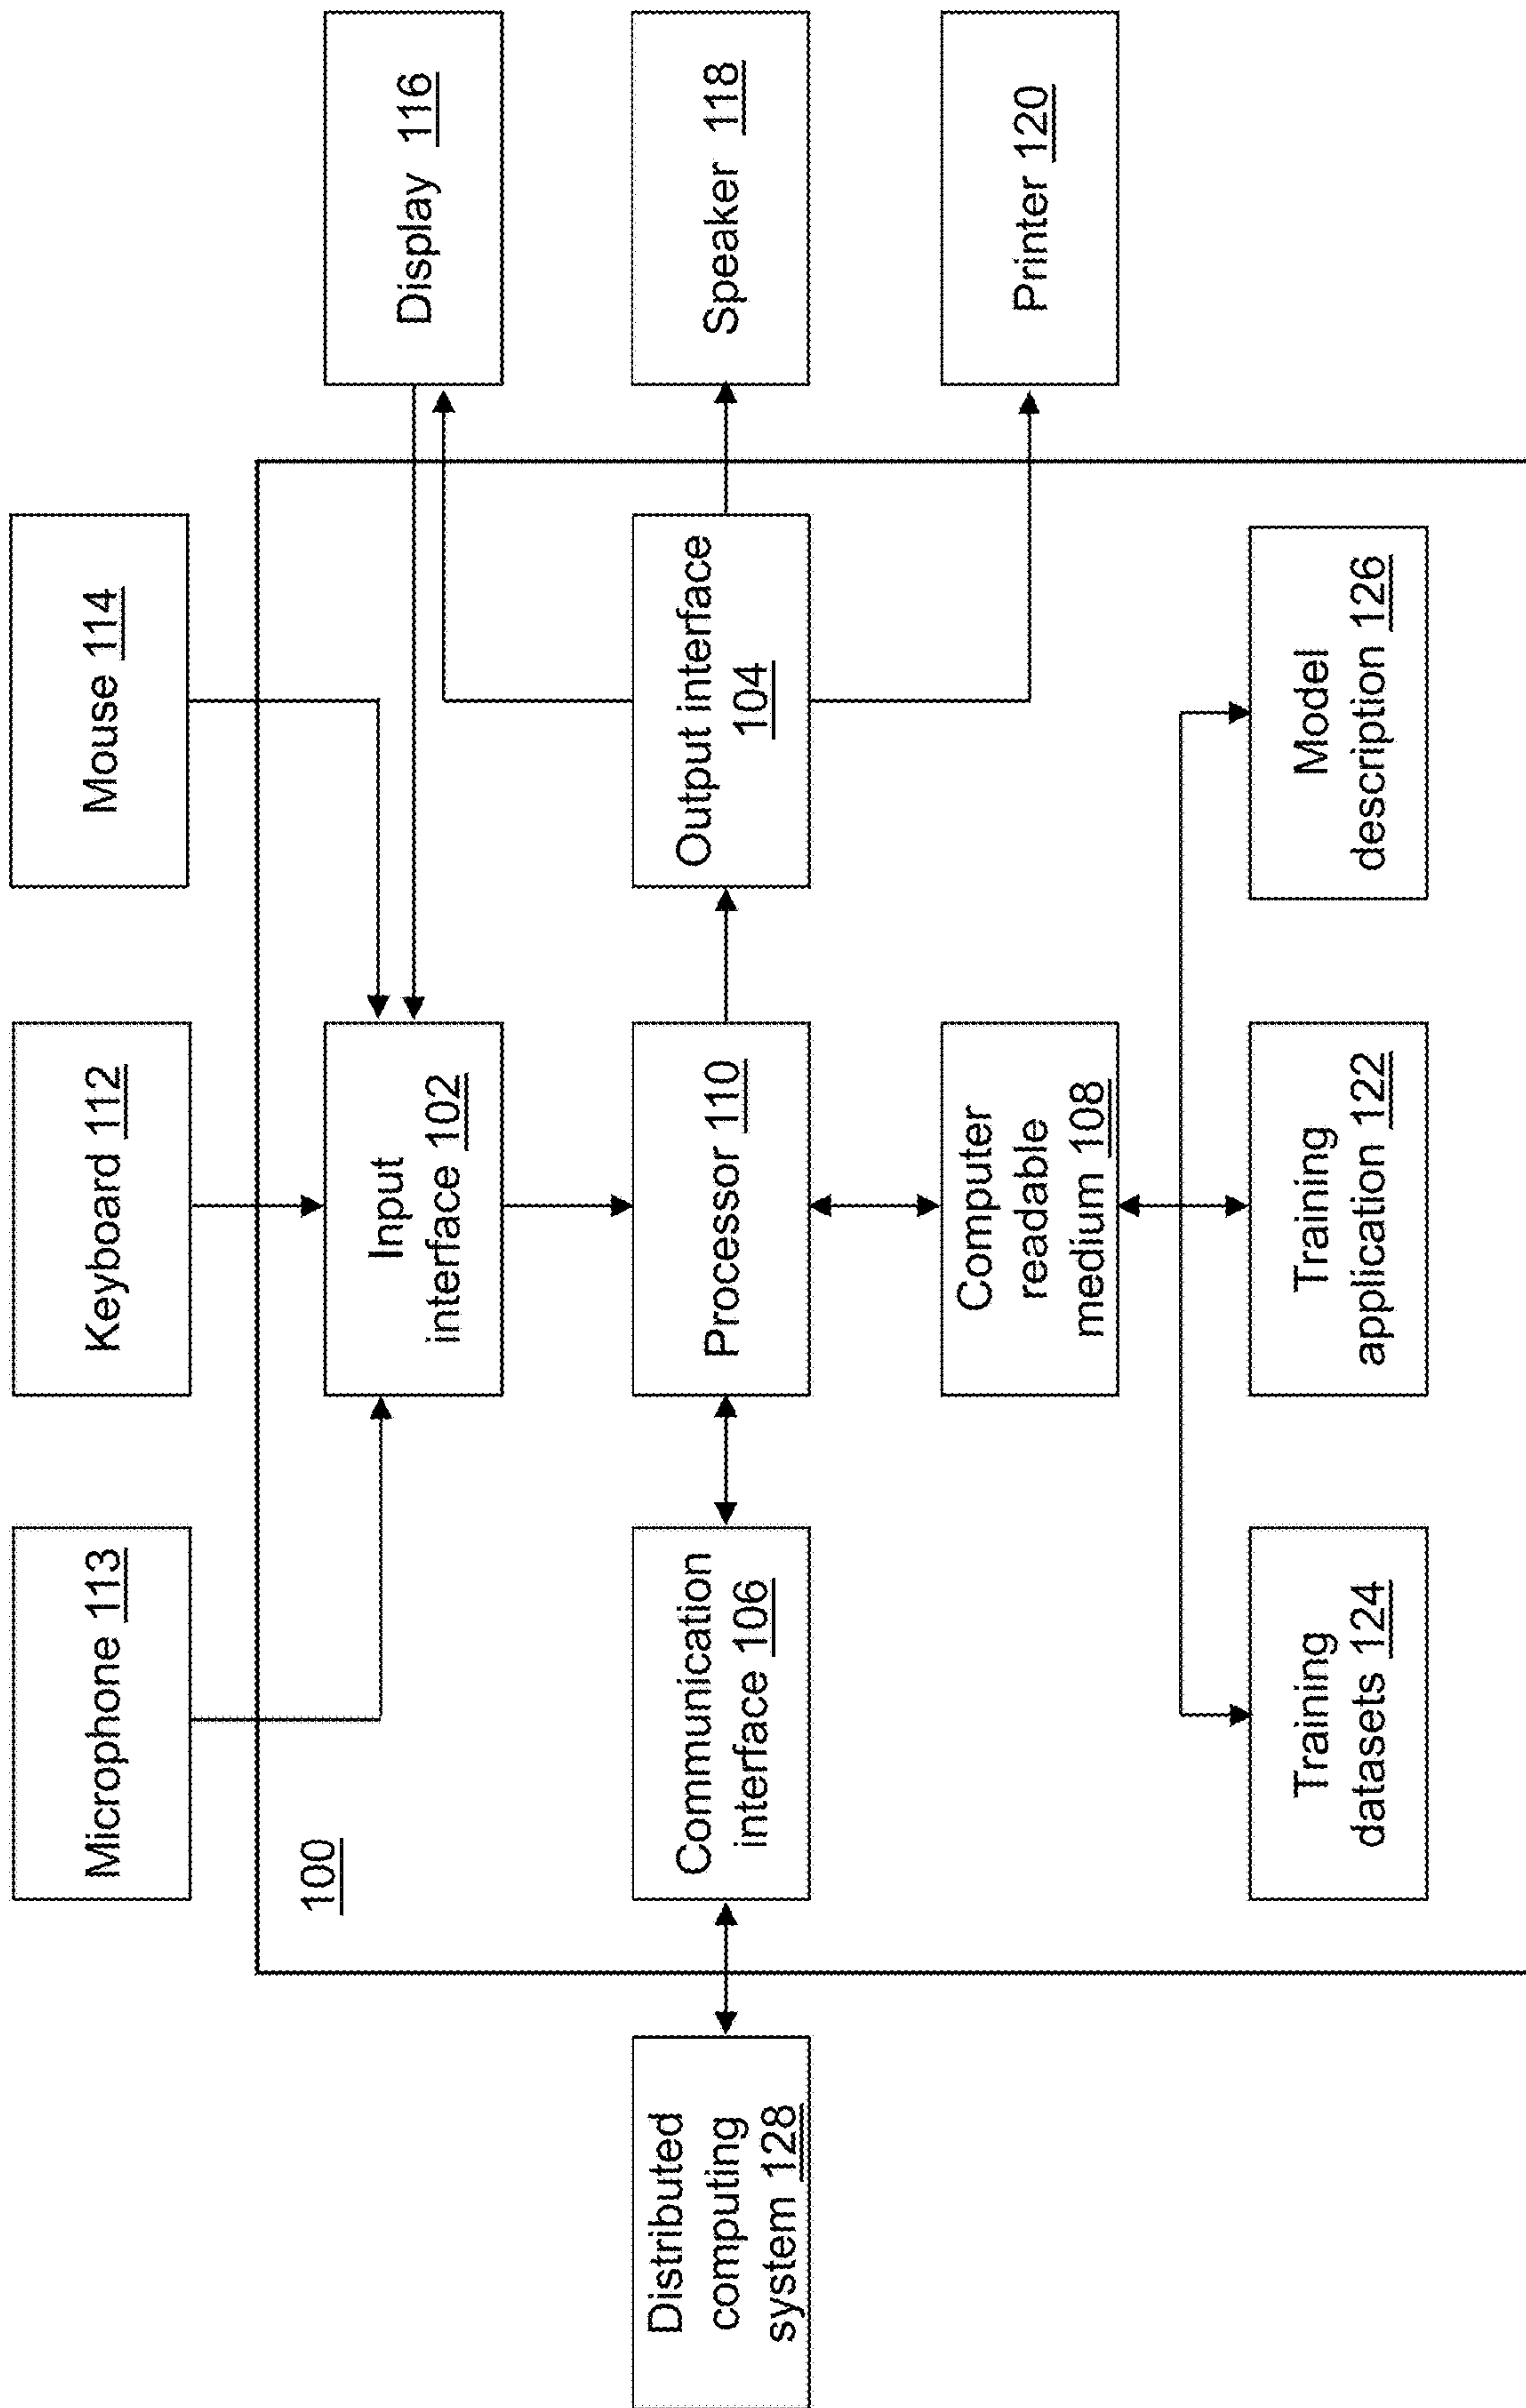 Microphone 113
Keyboard 112
Mouse 114
100
Input
interface 102
Display 116
Distributed
computing
system 128
Communication
interface 106
Processor 110
Output interface
104
Speaker 118
Computer
readable
medium 108
Printer 120
Training
datasets 124
Training
application 122
Model
description 126